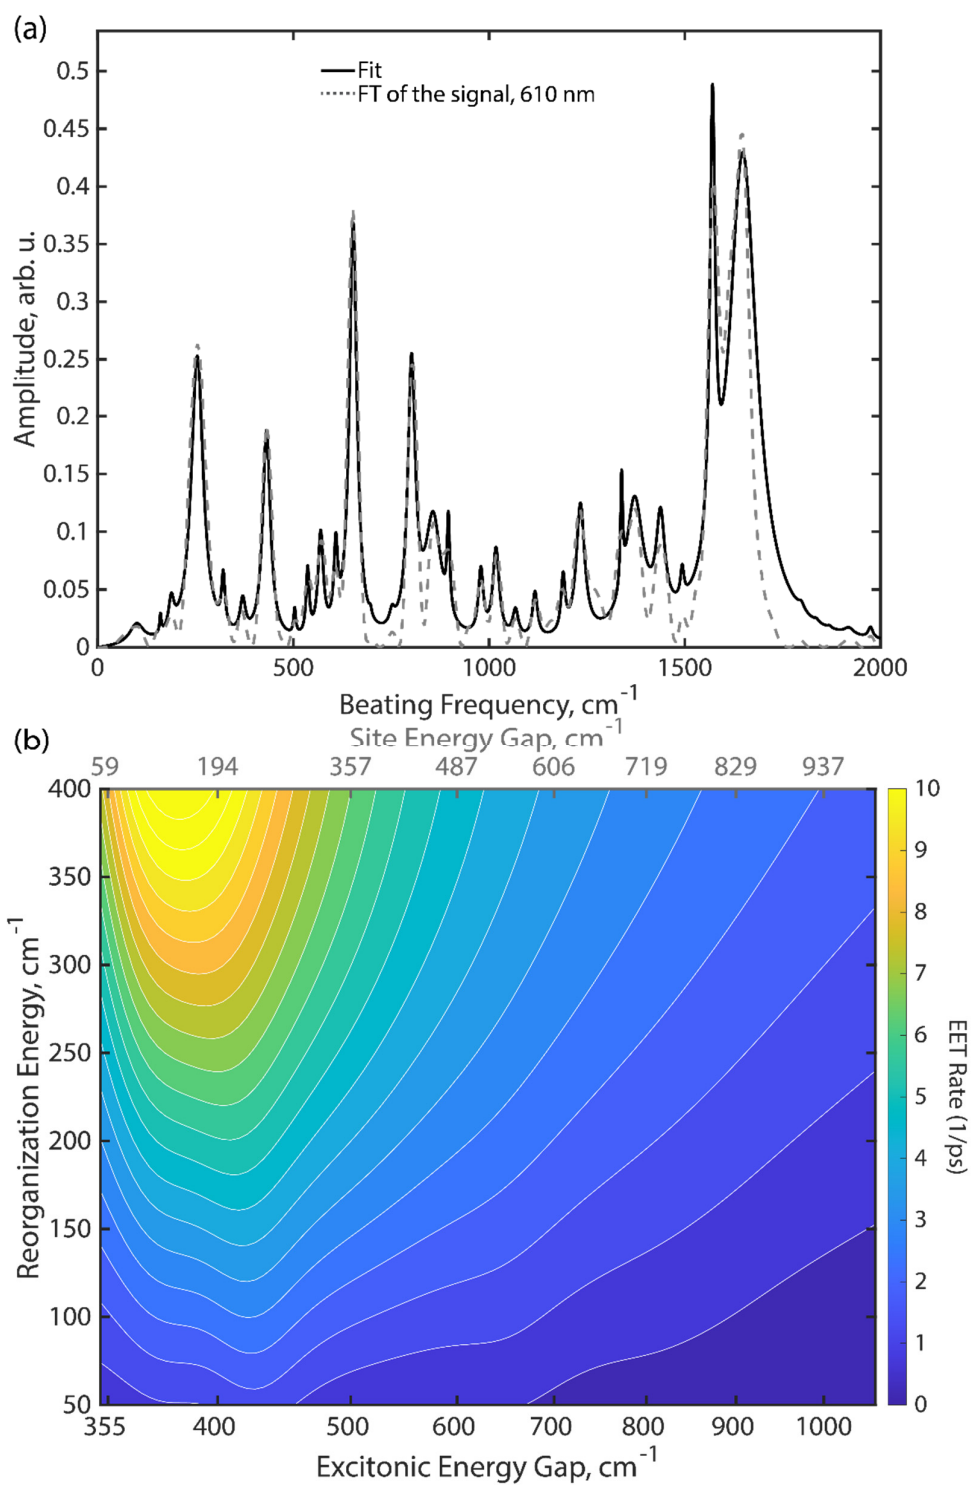 (a)
0.5
0.45
0.4
0.35
0.3
0.25
0.2
0.15
0.1
0.05
0
Amplitude, arb. u.
Fit
FT of the signal, 610 nm
0 500 1000 1500 2000
Beating Frequency, cm⁻¹
(b)
Site Energy Gap, cm⁻¹
59 194 357 487 606 719 829 937
400
350
300
250
200
150
100
50
Reorganization Energy, cm⁻¹
355 400 500 600 700 800 900 1000
Excitonic Energy Gap, cm⁻¹
10
9
8
7
6
5
4
3
2
1
0
EET Rate (1/ps)